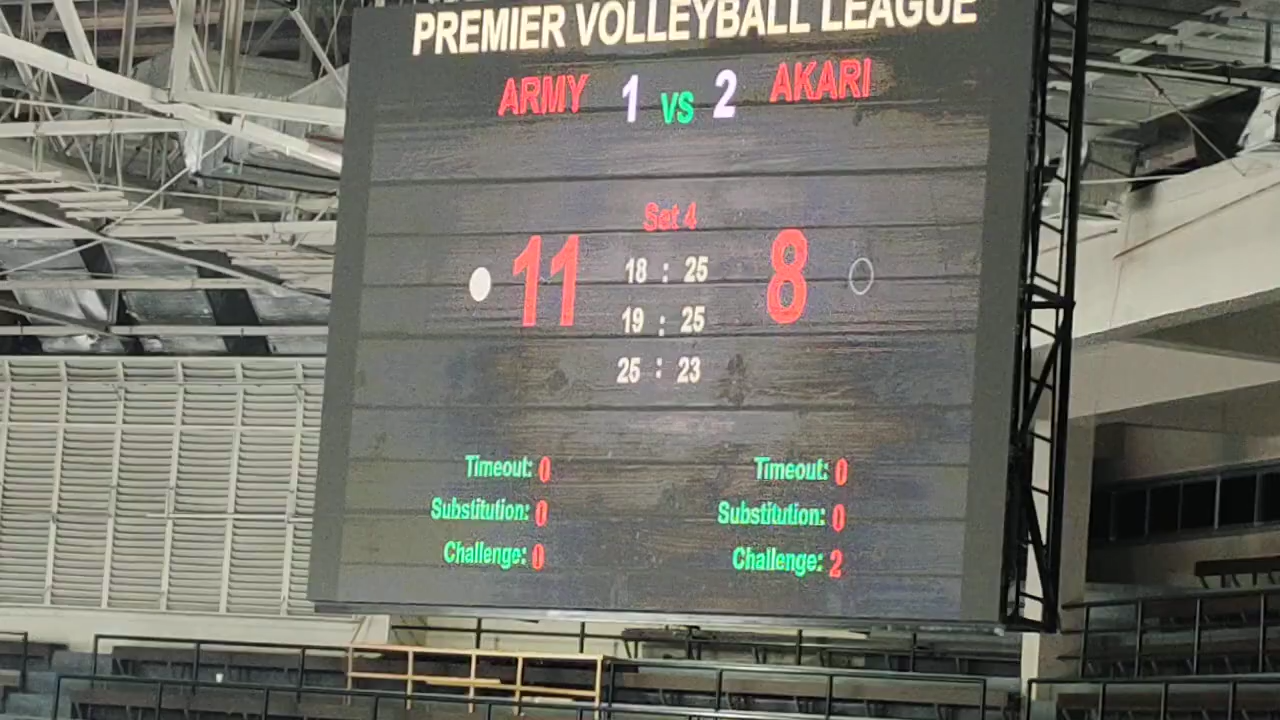 PREMIER VOLLEYBALL LEAGUE
ARMY 1 VS 2 AKARI
Set 4
11 18 : 25 8
19 : 25
25 : 23
Timeout: 0 Timeout: 0
Substitution: 0 Substitution: 0
Challenge: 0 Challenge: 2